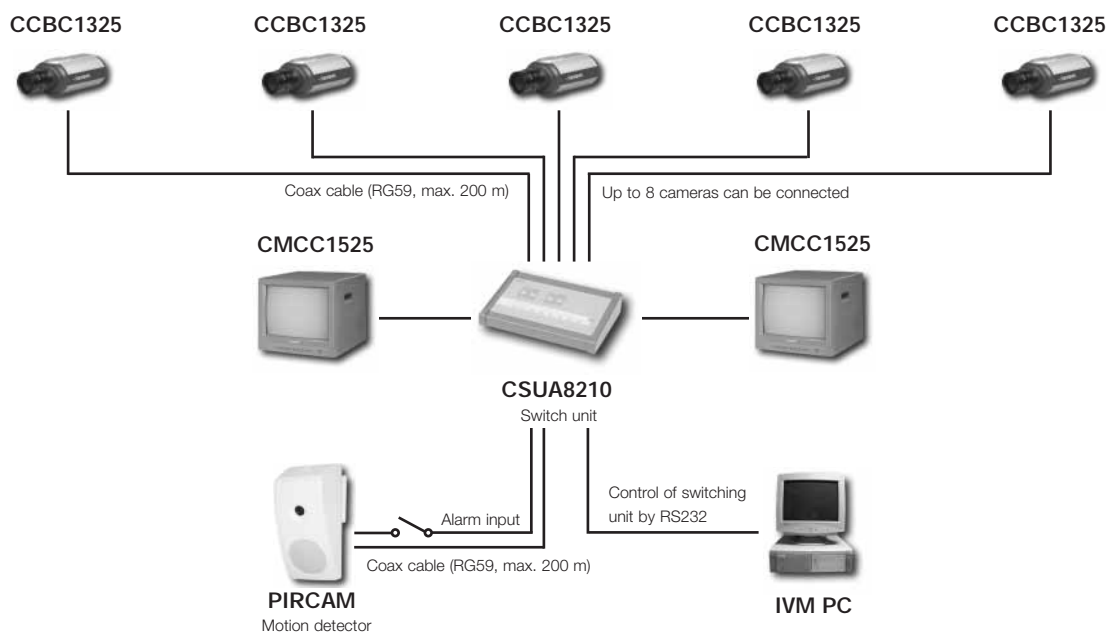 CCBC1325
CCBC1325
CCBC1325
CCBC1325
CCBC1325
Coax cable (RG59, max. 200 m)
Up to 8 cameras can be connected
CMCC1525
CMCC1525
CSUA8210
Switch unit
Alarm input
Control of switching
unit by RS232
Coax cable (RG59, max. 200 m)
PIRCAM
Motion detector
IVM PC